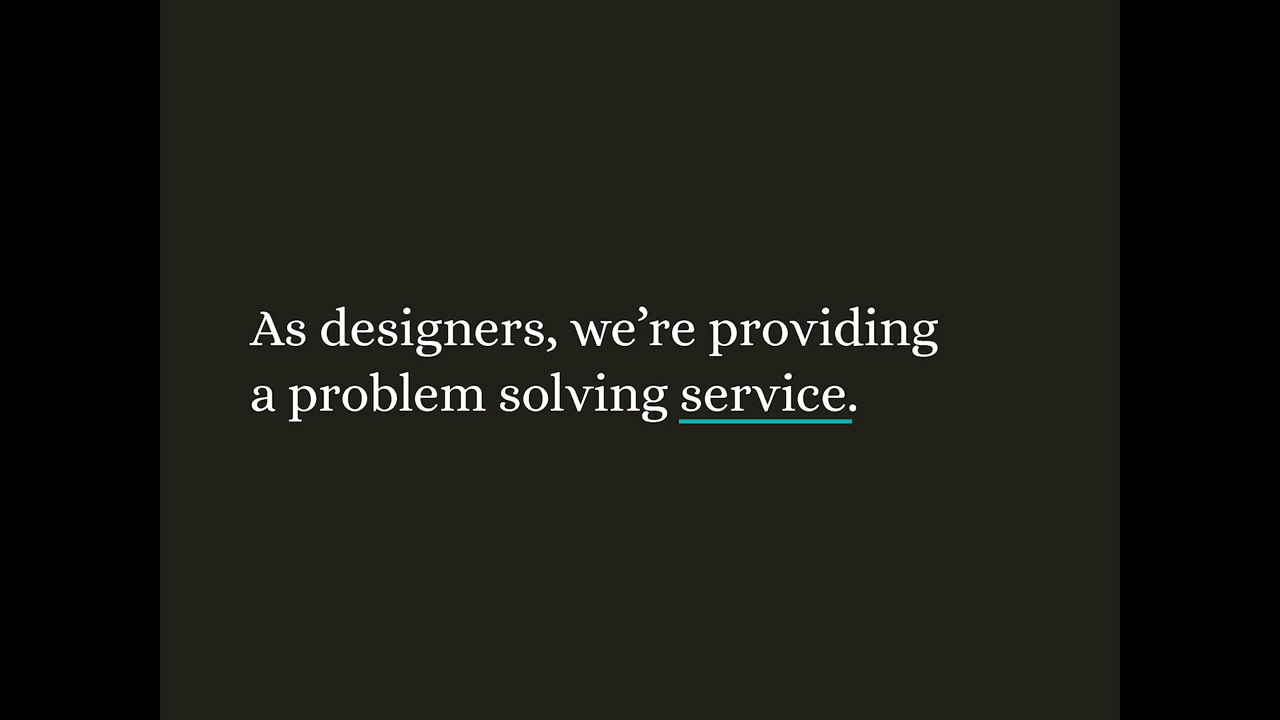 As designers, we’re providing
a problem solving service.